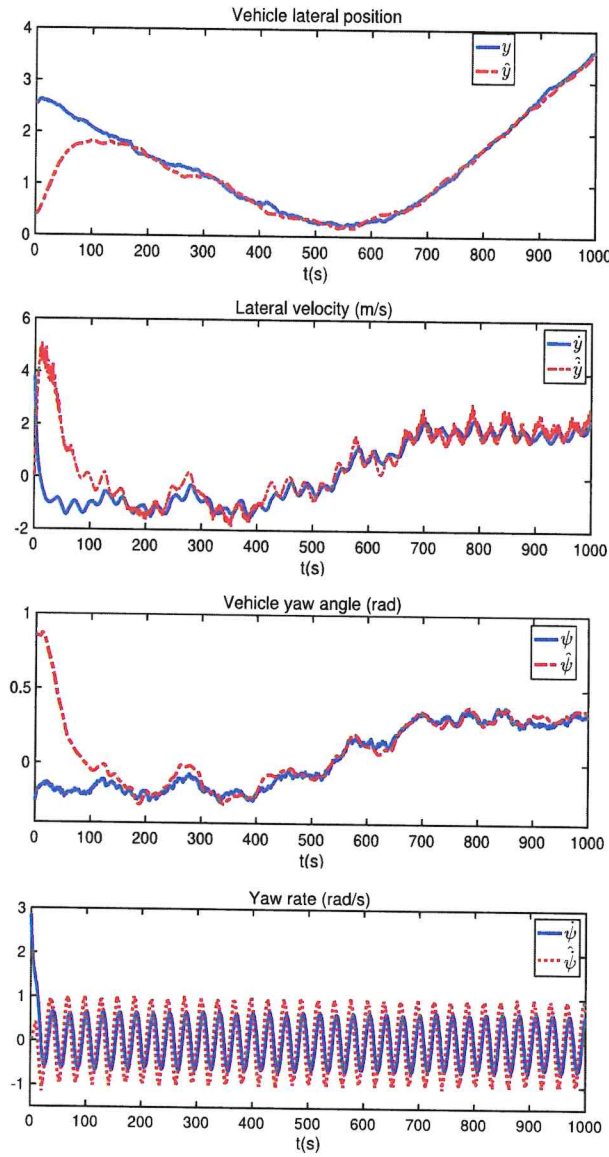 Vehicle lateral position
4
3
2
1
0
y
ŷ
0 100 200 300 400 500 600 700 800 900 1000
t(s)
Lateral velocity (m/s)
6
4
2
0
-2
ẏ
ŷ̇
0 100 200 300 400 500 600 700 800 900 1000
t(s)
Vehicle yaw angle (rad)
1
0.5
0
ψ
ψ̂
0 100 200 300 400 500 600 700 800 900 1000
t(s)
Yaw rate (rad/s)
3
2
1
0
-1
ψ̇
ψ̂̇
0 100 200 300 400 500 600 700 800 900 1000
t(s)